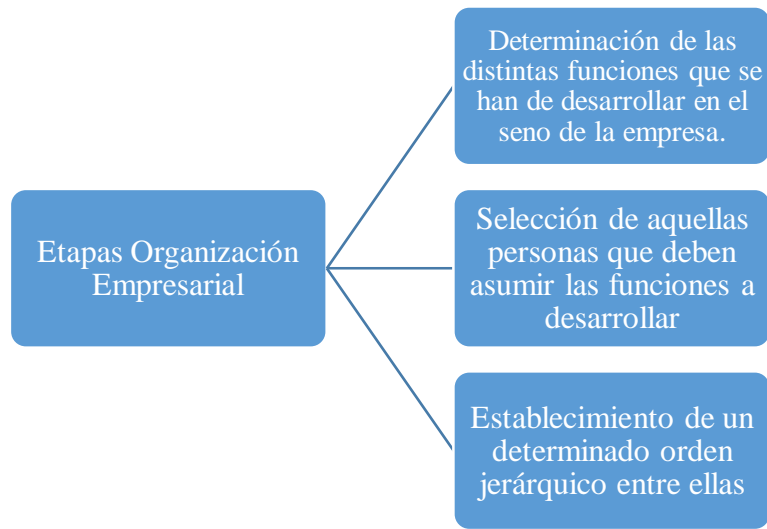 Etapas Organización
Empresarial
Determinación de las
distintas funciones que se
han de desarrollar en el
seno de la empresa.
Selección de aquellas
personas que deben
asumir las funciones a
desarrollar
Establecimiento de un
determinado orden
jerárquico entre ellas